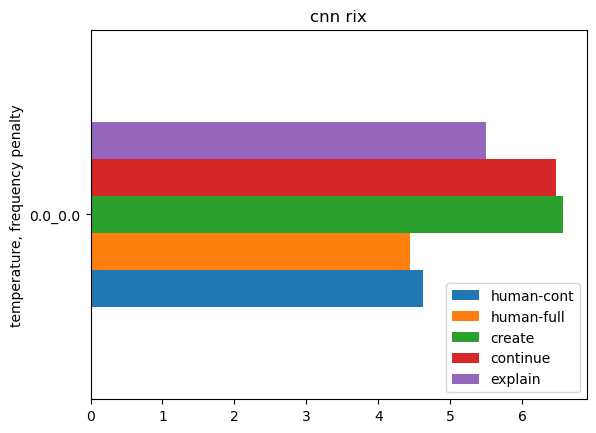 cnn rix
temperature, frequency penalty
0.0_0.0
human-cont
human-full
create
continue
explain
0 1 2 3 4 5 6